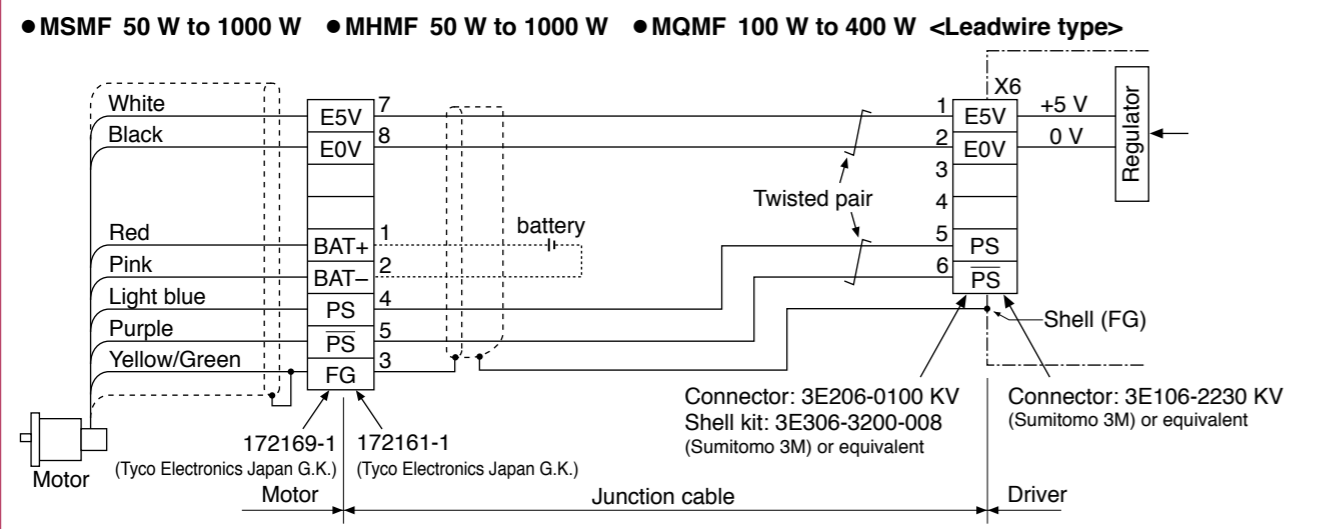 ●MSMF 50 W to 1000 W ●MHMF 50 W to 1000 W ●MQMF 100 W to 400 W <Leadwire type>
White
Black
Red
Pink
Light blue
Purple
Yellow/Green
Motor
E5V 7
E0V 8
BAT+ 1
BAT− 2
PS 4
P̅S̅ 5
FG 3
battery
Twisted pair
X6
1 E5V +5 V
2 E0V 0 V
3
4
5 PS
6 P̅S̅
Regulator
Shell (FG)
172169-1
(Tyco Electronics Japan G.K.)
172161-1
(Tyco Electronics Japan G.K.)
Connector: 3E206-0100 KV
Shell kit: 3E306-3200-008
(Sumitomo 3M) or equivalent
Connector: 3E106-2230 KV
(Sumitomo 3M) or equivalent
Motor
Junction cable
Driver